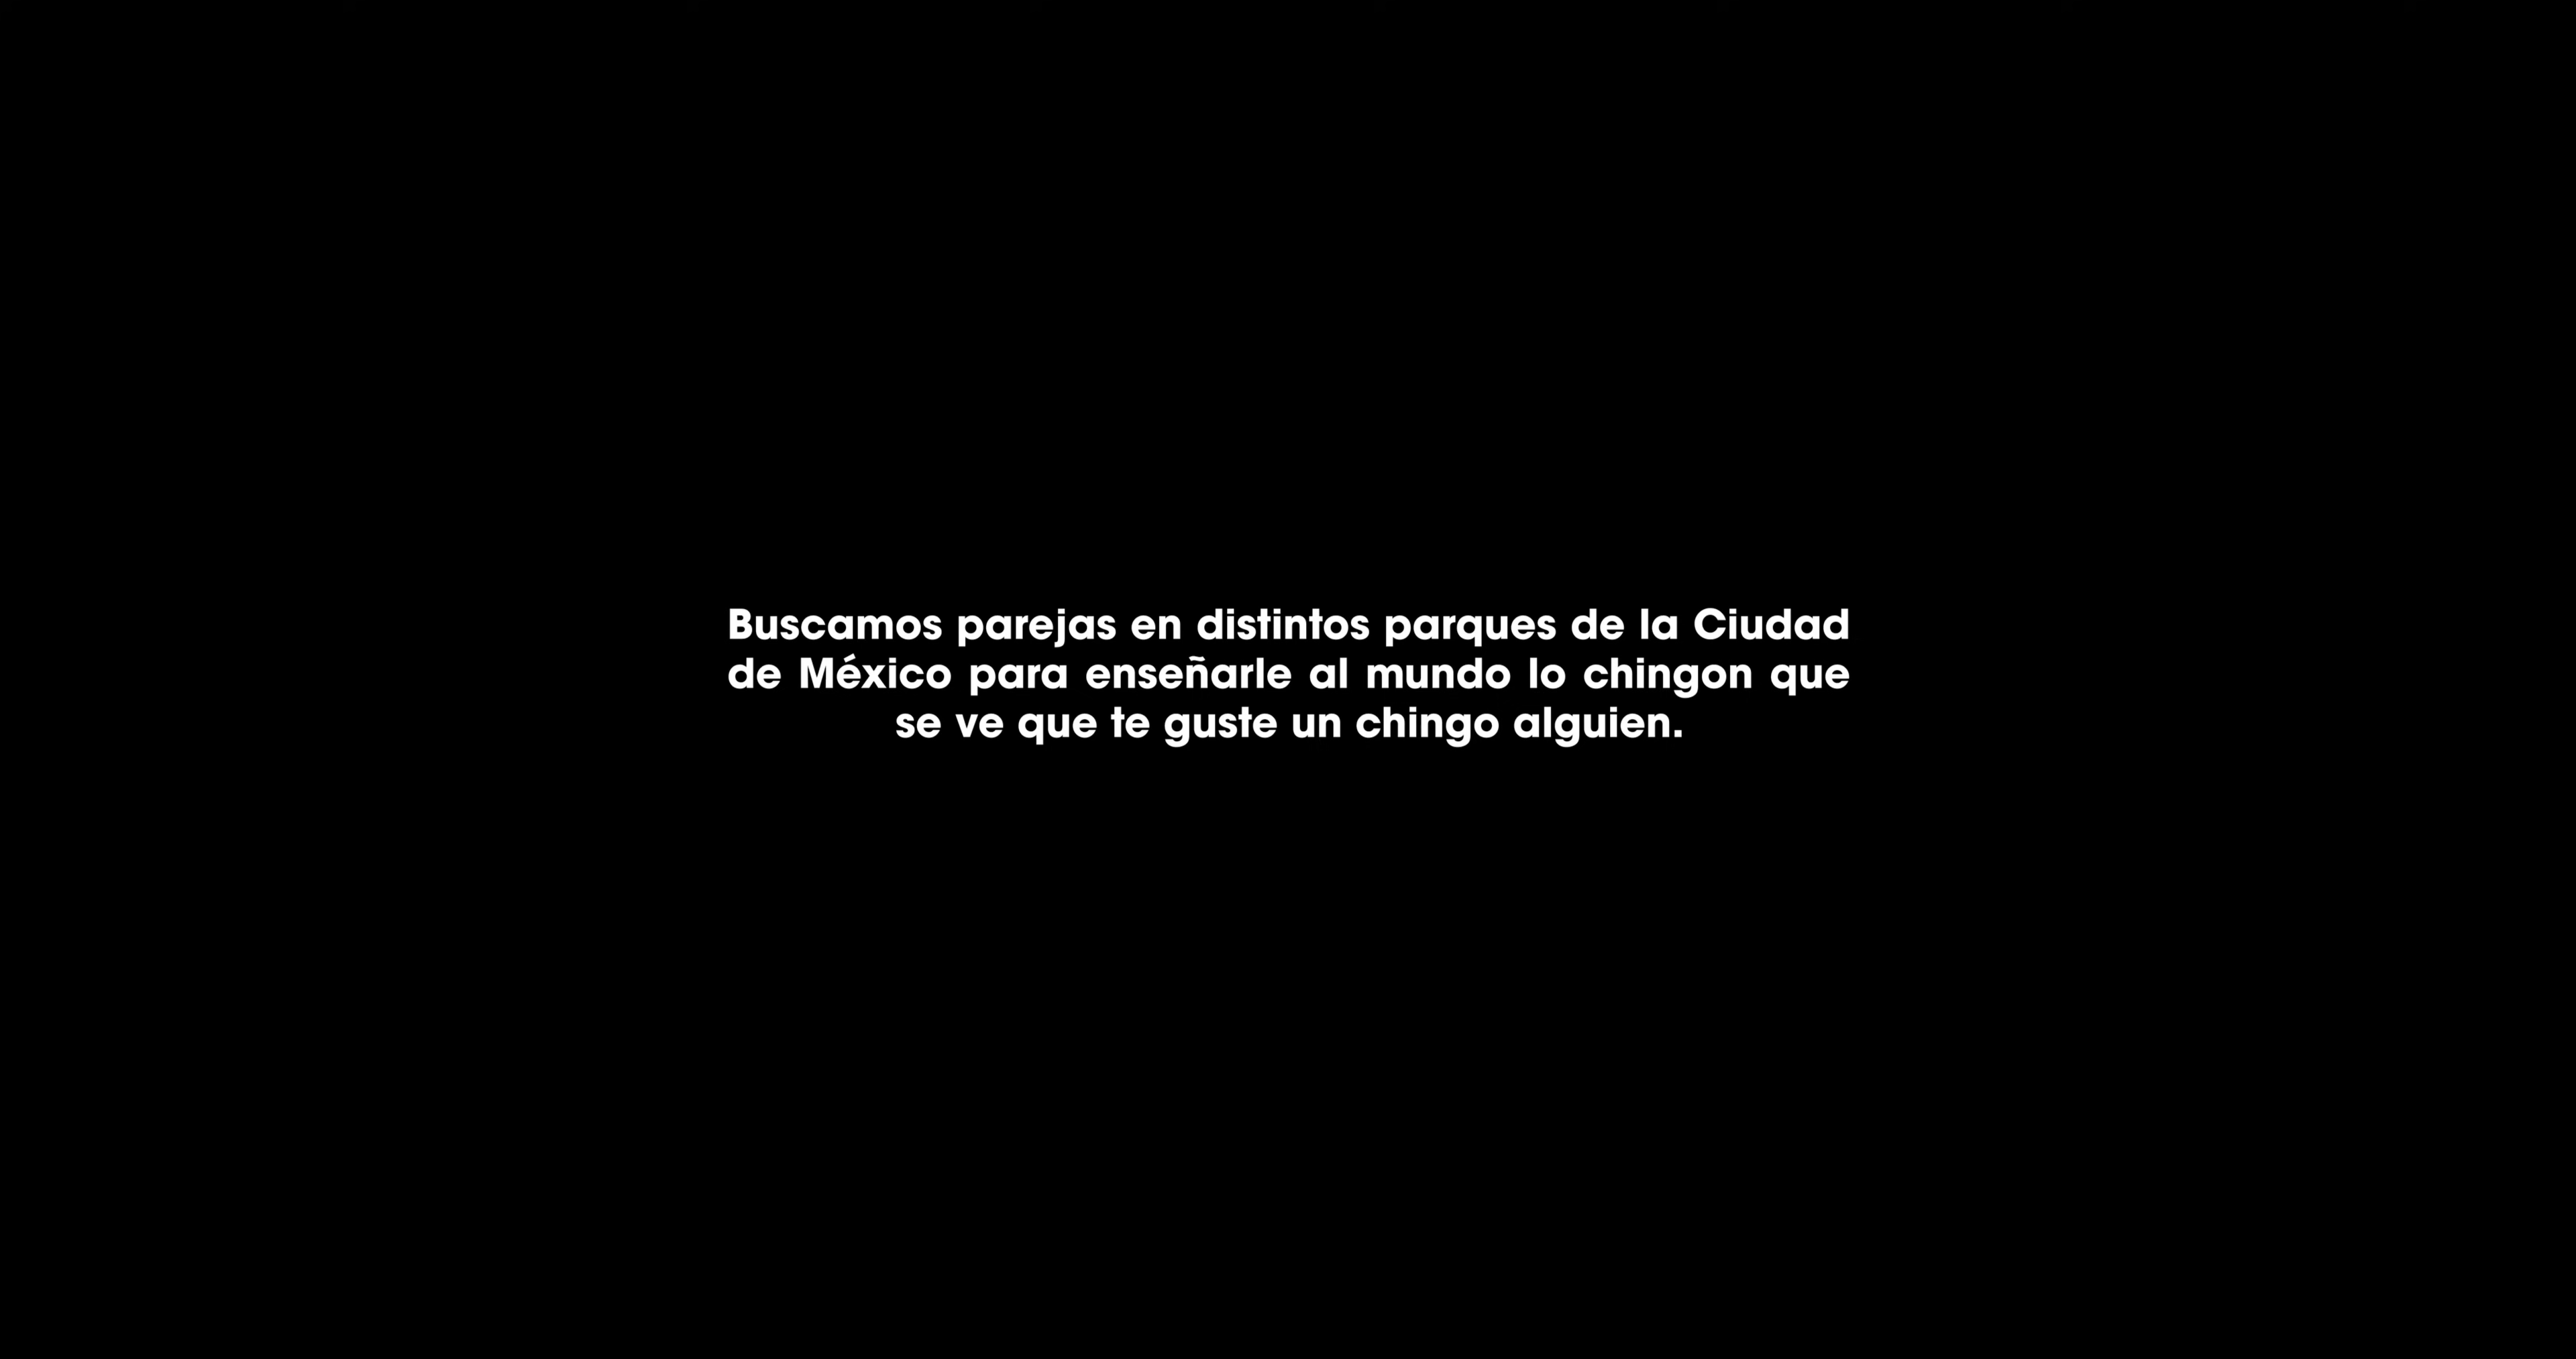 Buscamos parejas en distintos parques de la Ciudad
de México para enseñarle al mundo lo chingon que
se ve que te guste un chingo alguien.